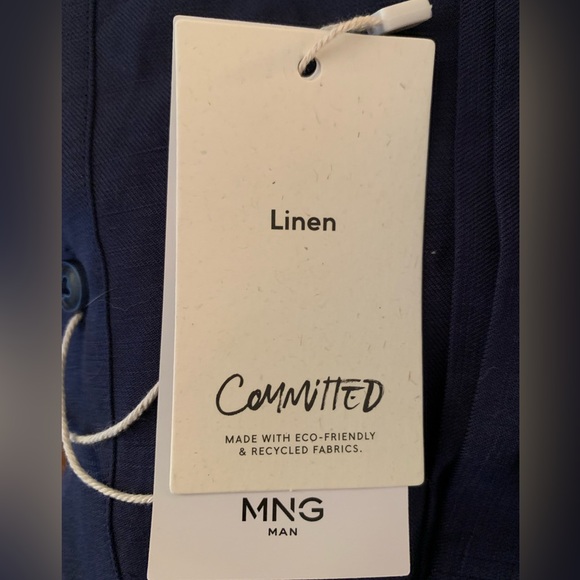 Linen
COMMITTED
MADE WITH ECO-FRIENDLY
& RECYCLED FABRICS.
MNG
MAN